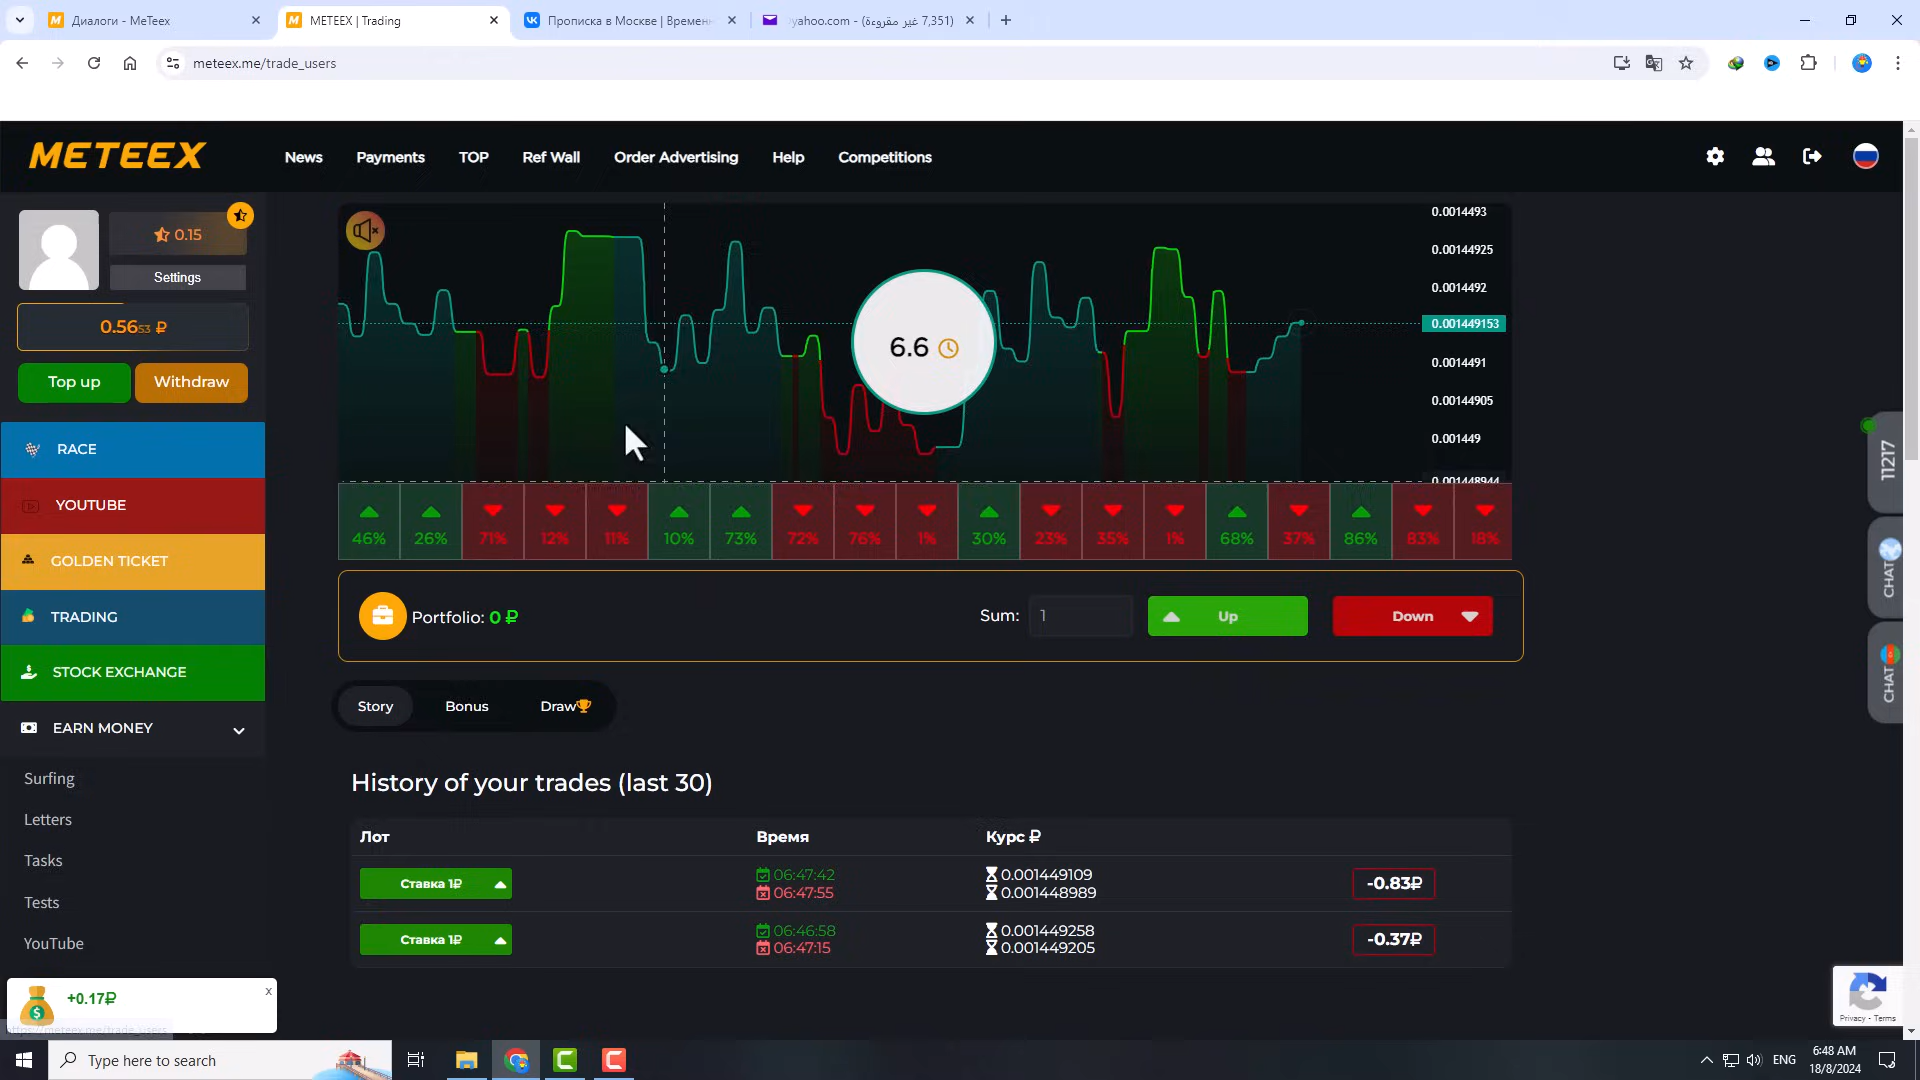 Диалоги - MeTeex
METEEX | Trading
Прописка в Москве | Времен
yahoo.com - (7,351 غير مقروءة)
meteex.me/trade_users
METEEX
News
Payments
TOP
Ref Wall
Order Advertising
Help
Competitions
0.15
Settings
0.5653 ₽
Top up
Withdraw
RACE
YOUTUBE
GOLDEN TICKET
TRADING
STOCK EXCHANGE
EARN MONEY
Surfing
Letters
Tasks
Tests
YouTube
+0.17₽
x
https://meteex.me/trade_users
0.0014493
0.00144925
0.0014492
0.001449153
0.0014491
0.00144905
0.001449
0.001448944
6.6
46%
26%
71%
12%
11%
10%
73%
72%
76%
1%
30%
23%
35%
1%
68%
37%
86%
83%
18%
Portfolio: 0 ₽
Sum:
1
Up
Down
Story
Bonus
Draw
History of your trades (last 30)
Лот
Время
Курс ₽
Ставка 1₽
06:47:42
06:47:55
0.001449109
0.001448989
-0.83₽
Ставка 1₽
06:46:58
06:47:15
0.001449258
0.001449205
-0.37₽
11217
CHAT
CHAT
Privacy - Terms
Type here to search
ENG
6:48 AM
18/8/2024